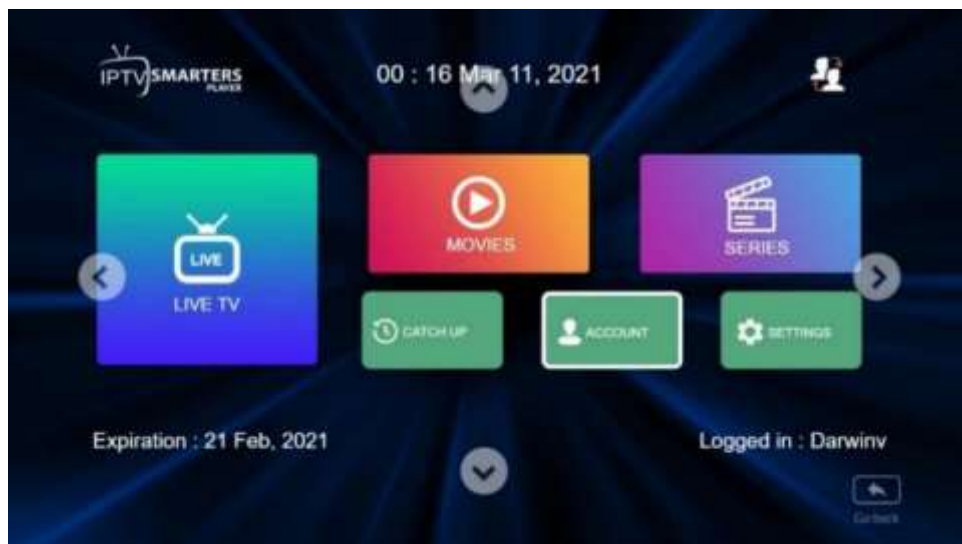 IPTV SMARTERS
PLAYER
00 : 16 Mar 11, 2021
LIVE
LIVE TV
MOVIES
SERIES
CATCH UP
ACCOUNT
SETTINGS
Expiration : 21 Feb, 2021
Logged in : Darwinv
Go back